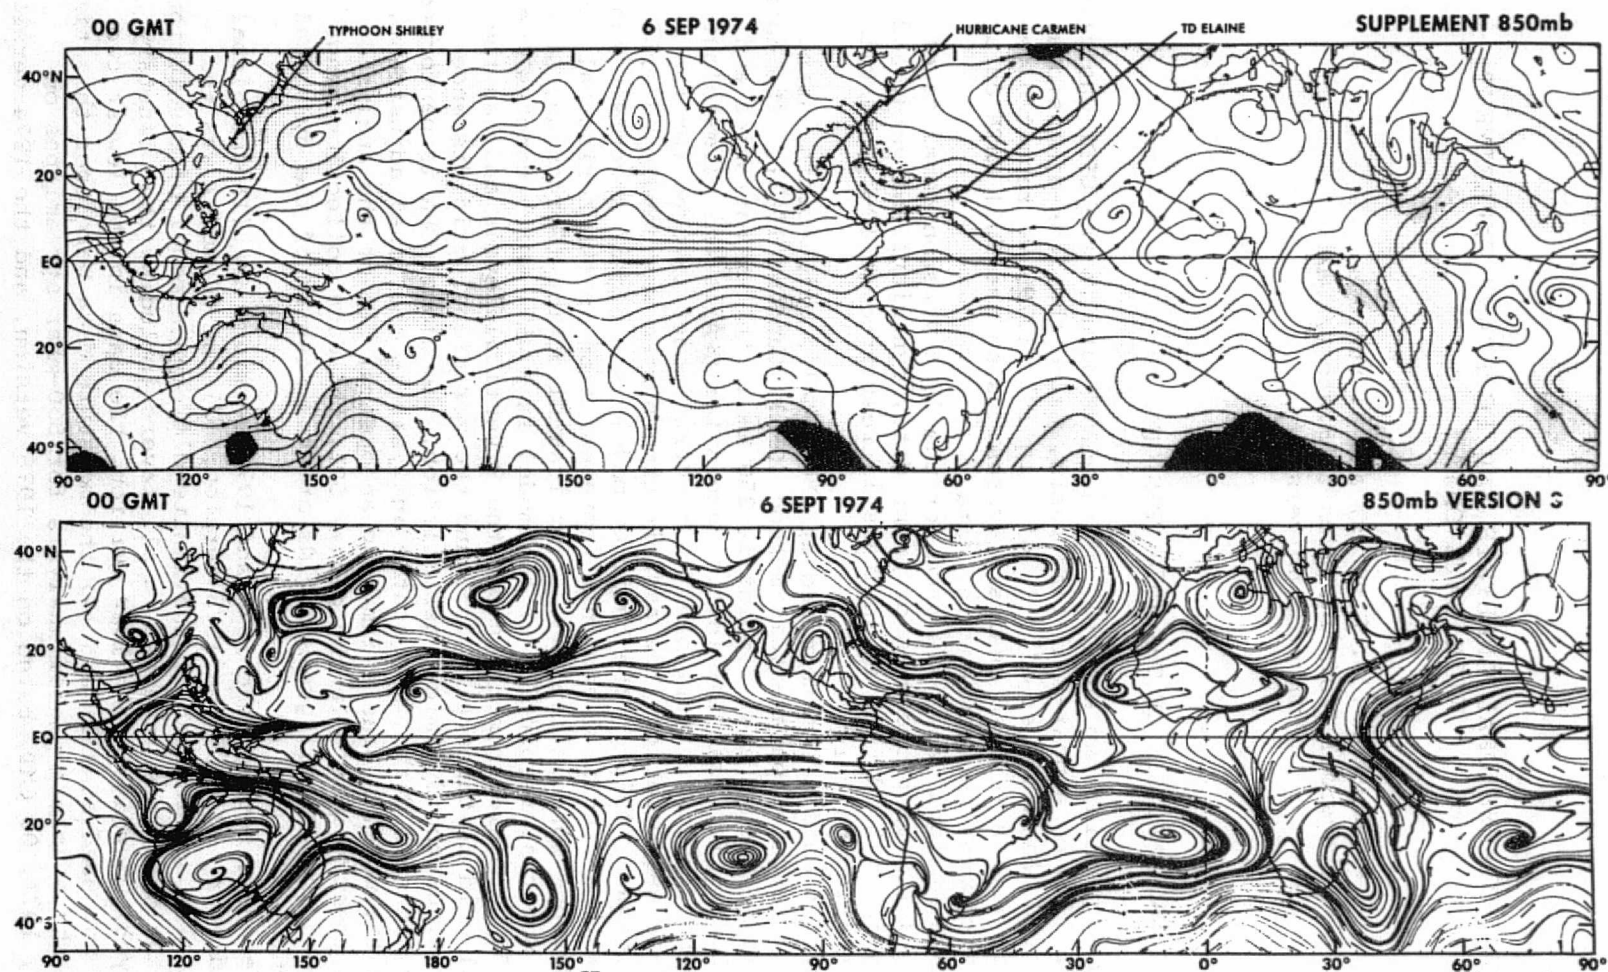 00 GMT 6 SEP 1974 SUPPLEMENT 850mb
TYPHOON SHIRLEY HURRICANE CARMEN TD ELAINE
40°N
20°
EQ
20°
40°S
90° 120° 150° 0° 150° 120° 90° 60° 30° 0° 30° 60° 90°
00 GMT 6 SEPT 1974 850mb VERSION
40°N
20°
EQ
20°
40°S
90° 120° 150° 180° 150° 120° 90° 60° 30° 0° 30° 60° 90°